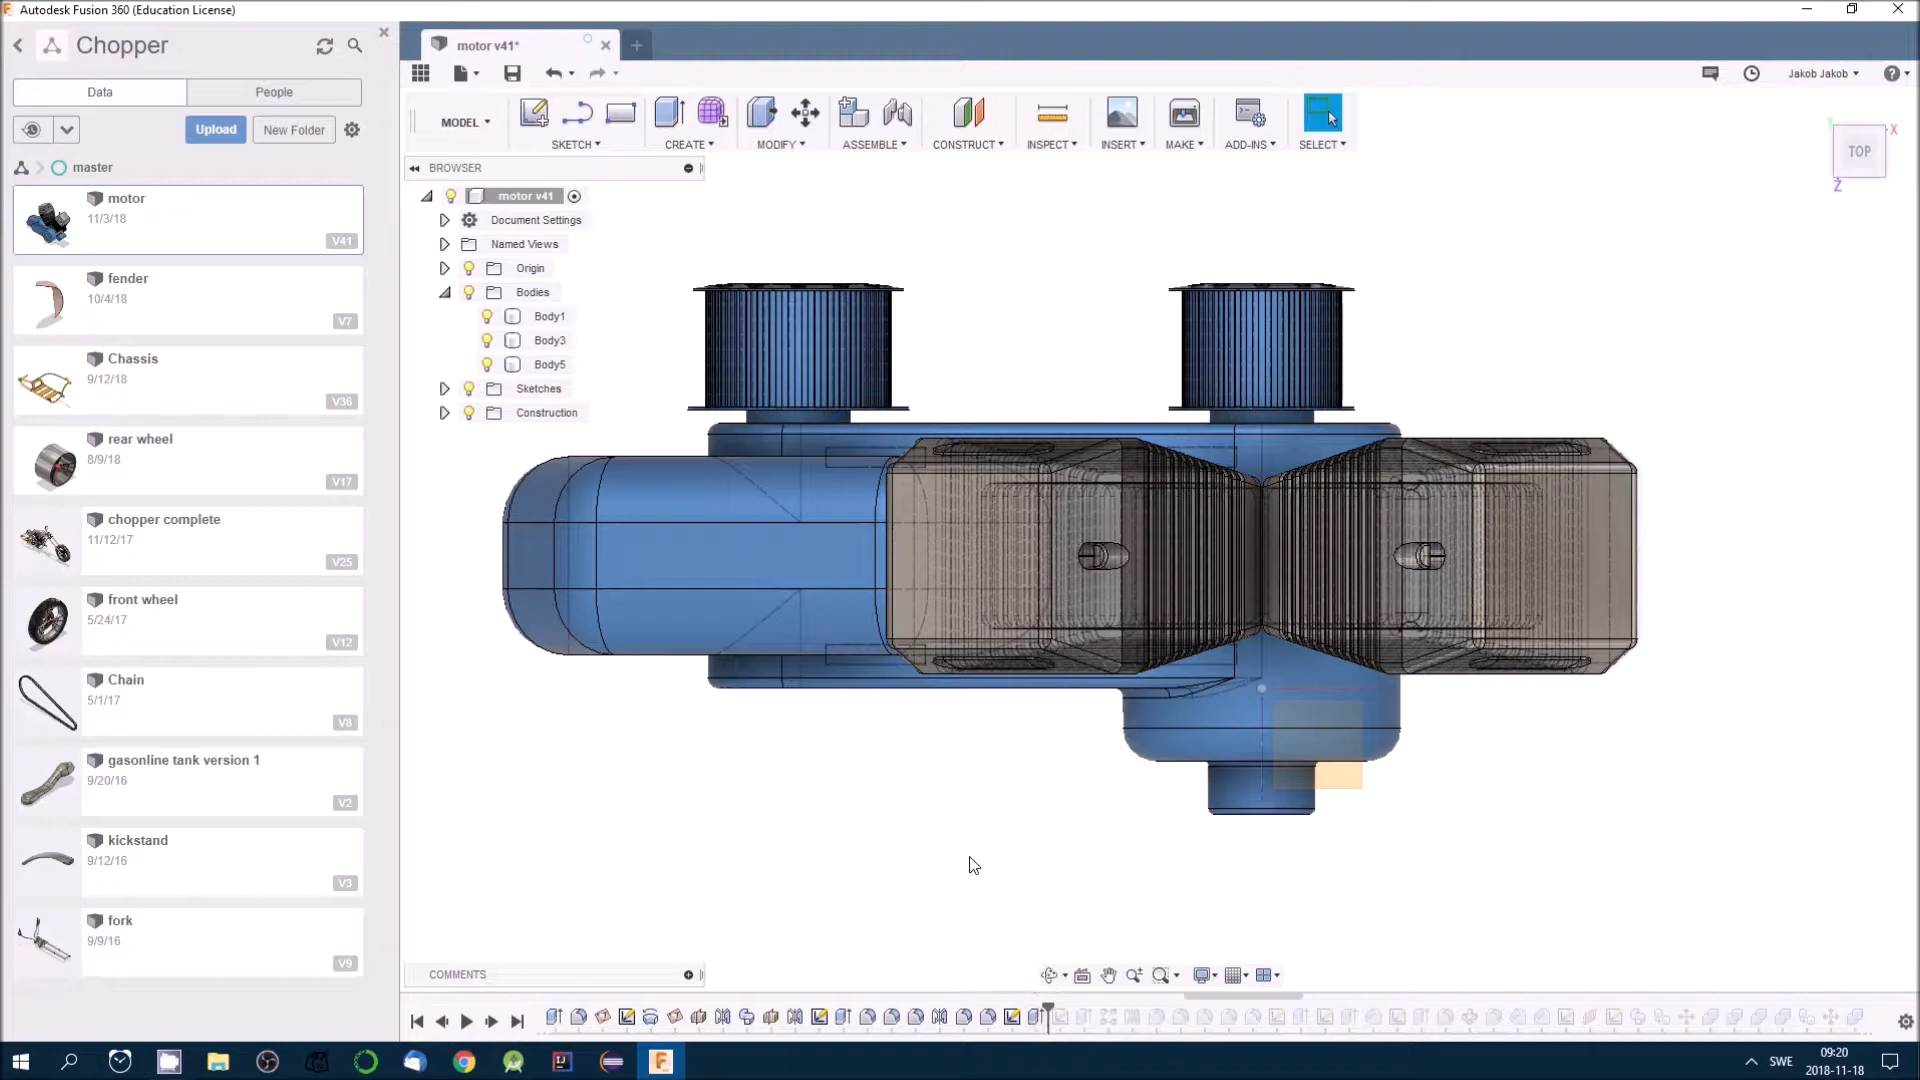 Autodesk Fusion 360 (Education License)
Chopper
motor v41*
Data
People
Jakob Jakob
Upload
New Folder
MODEL
SKETCH
CREATE
MODIFY
ASSEMBLE
CONSTRUCT
INSPECT
INSERT
MAKE
ADD-INS
SELECT
TOP
X
Y
Z
master
BROWSER
motor
11/3/18
V41
fender
10/4/18
V7
Chassis
9/12/18
V36
rear wheel
8/9/18
V17
chopper complete
11/12/17
V25
front wheel
5/24/17
V12
Chain
5/1/17
V8
gasonline tank version 1
9/20/16
V2
kickstand
9/12/16
V3
fork
9/9/16
V9
motor v41
Document Settings
Named Views
Origin
Bodies
Body1
Body3
Body5
Sketches
Construction
COMMENTS
SWE
09:20
2018-11-18